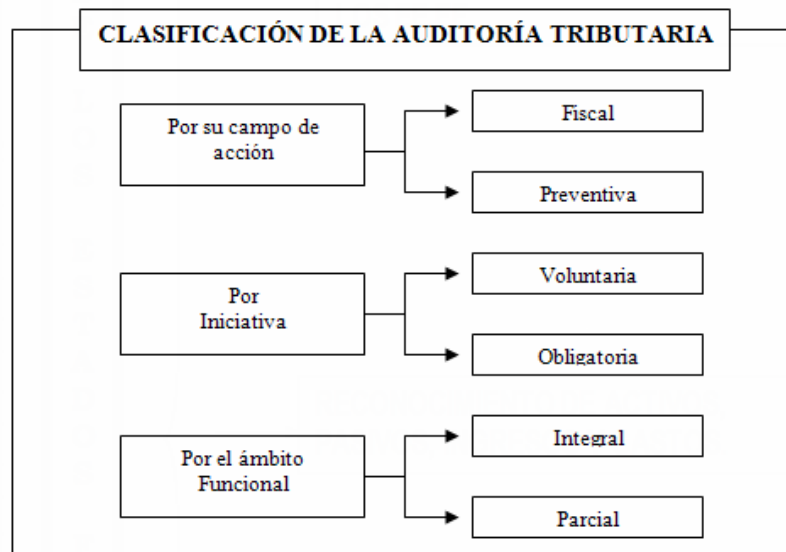 CLASIFICACIÓN DE LA AUDITORÍA TRIBUTARIA
Por su campo de
acción
Fiscal
Preventiva
Por
Iniciativa
Voluntaria
Obligatoria
Por el ámbito
Funcional
Integral
Parcial